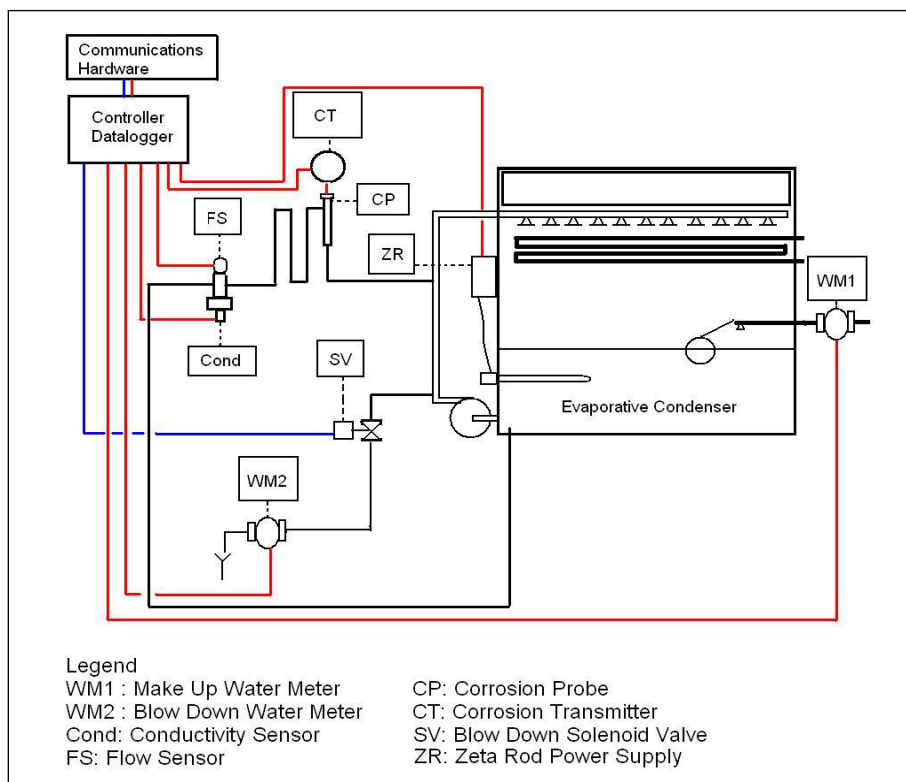 Communications
Hardware
Controller
Datalogger
CT
CP
FS
ZR
WM1
Cond
SV
Evaporative Condenser
WM2
Legend
WM1 : Make Up Water Meter
WM2 : Blow Down Water Meter
Cond: Conductivity Sensor
FS: Flow Sensor
CP: Corrosion Probe
CT: Corrosion Transmitter
SV: Blow Down Solenoid Valve
ZR: Zeta Rod Power Supply